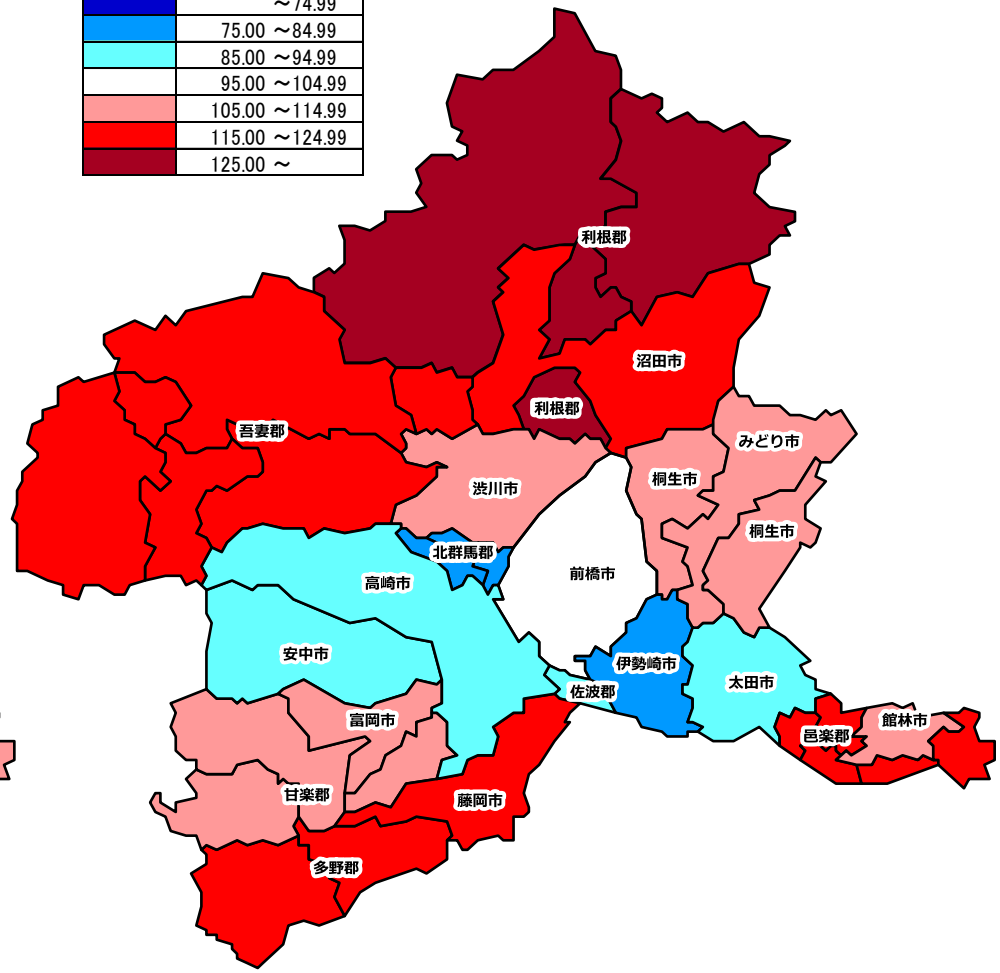 ～74.99
75.00 ～84.99
85.00 ～94.99
95.00 ～104.99
105.00 ～114.99
115.00 ～124.99
125.00 ～
利根郡
沼田市
利根郡
吾妻郡
みどり市
桐生市
渋川市
桐生市
北群馬郡
前橋市
高崎市
安中市
伊勢崎市
太田市
佐波郡
富岡市
館林市
邑楽郡
甘楽郡
藤岡市
多野郡